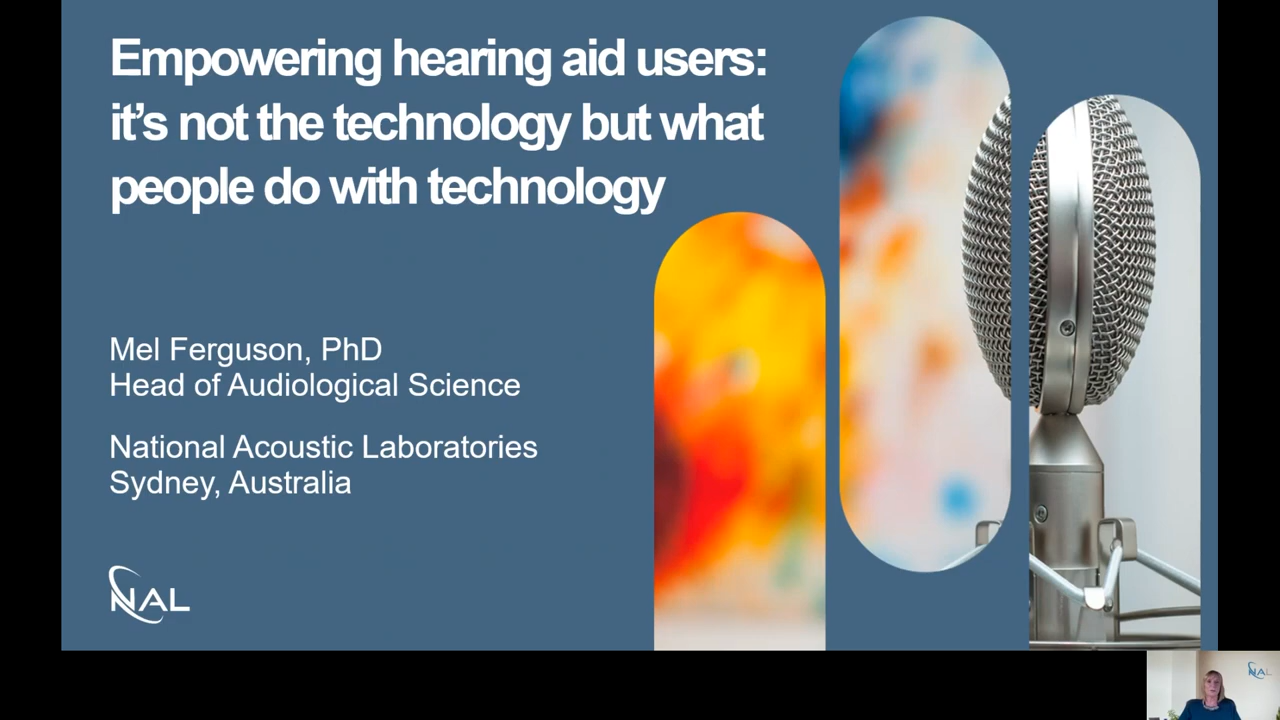 Empowering hearing aid users:
it's not the technology but what
people do with technology
Mel Ferguson, PhD
Head of Audiological Science
National Acoustic Laboratories
Sydney, Australia
NAL
NAL